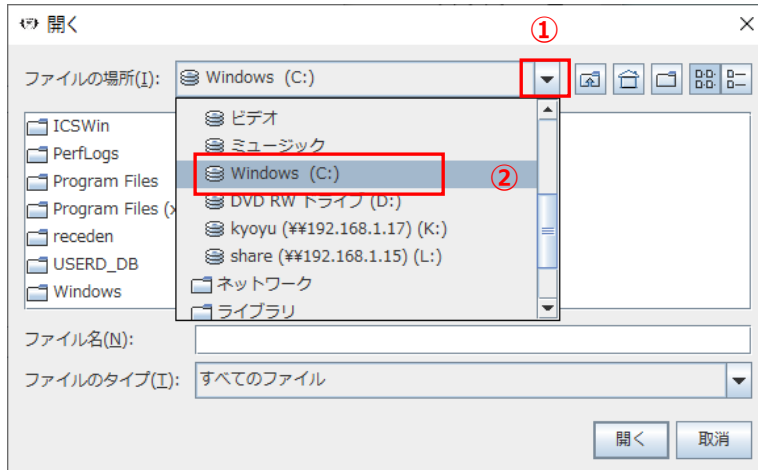 開く
①
ファイルの場所(I): Windows (C:)
ICSWin
PerfLogs
Program Files
Program Files (x
receden
USERD_DB
Windows
ビデオ
ミュージック
Windows (C:)
②
DVD RW ドライブ (D:)
kyoyu (¥¥192.168.1.17) (K:)
share (¥¥192.168.1.15) (L:)
ネットワーク
ライブラリ
ファイル名(N):
ファイルのタイプ(T): すべてのファイル
開く
取消